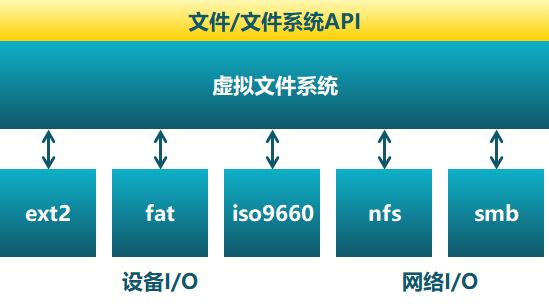 文件/文件系统API
虚拟文件系统
ext2
fat
iso9660
nfs
smb
设备I/O
网络I/O